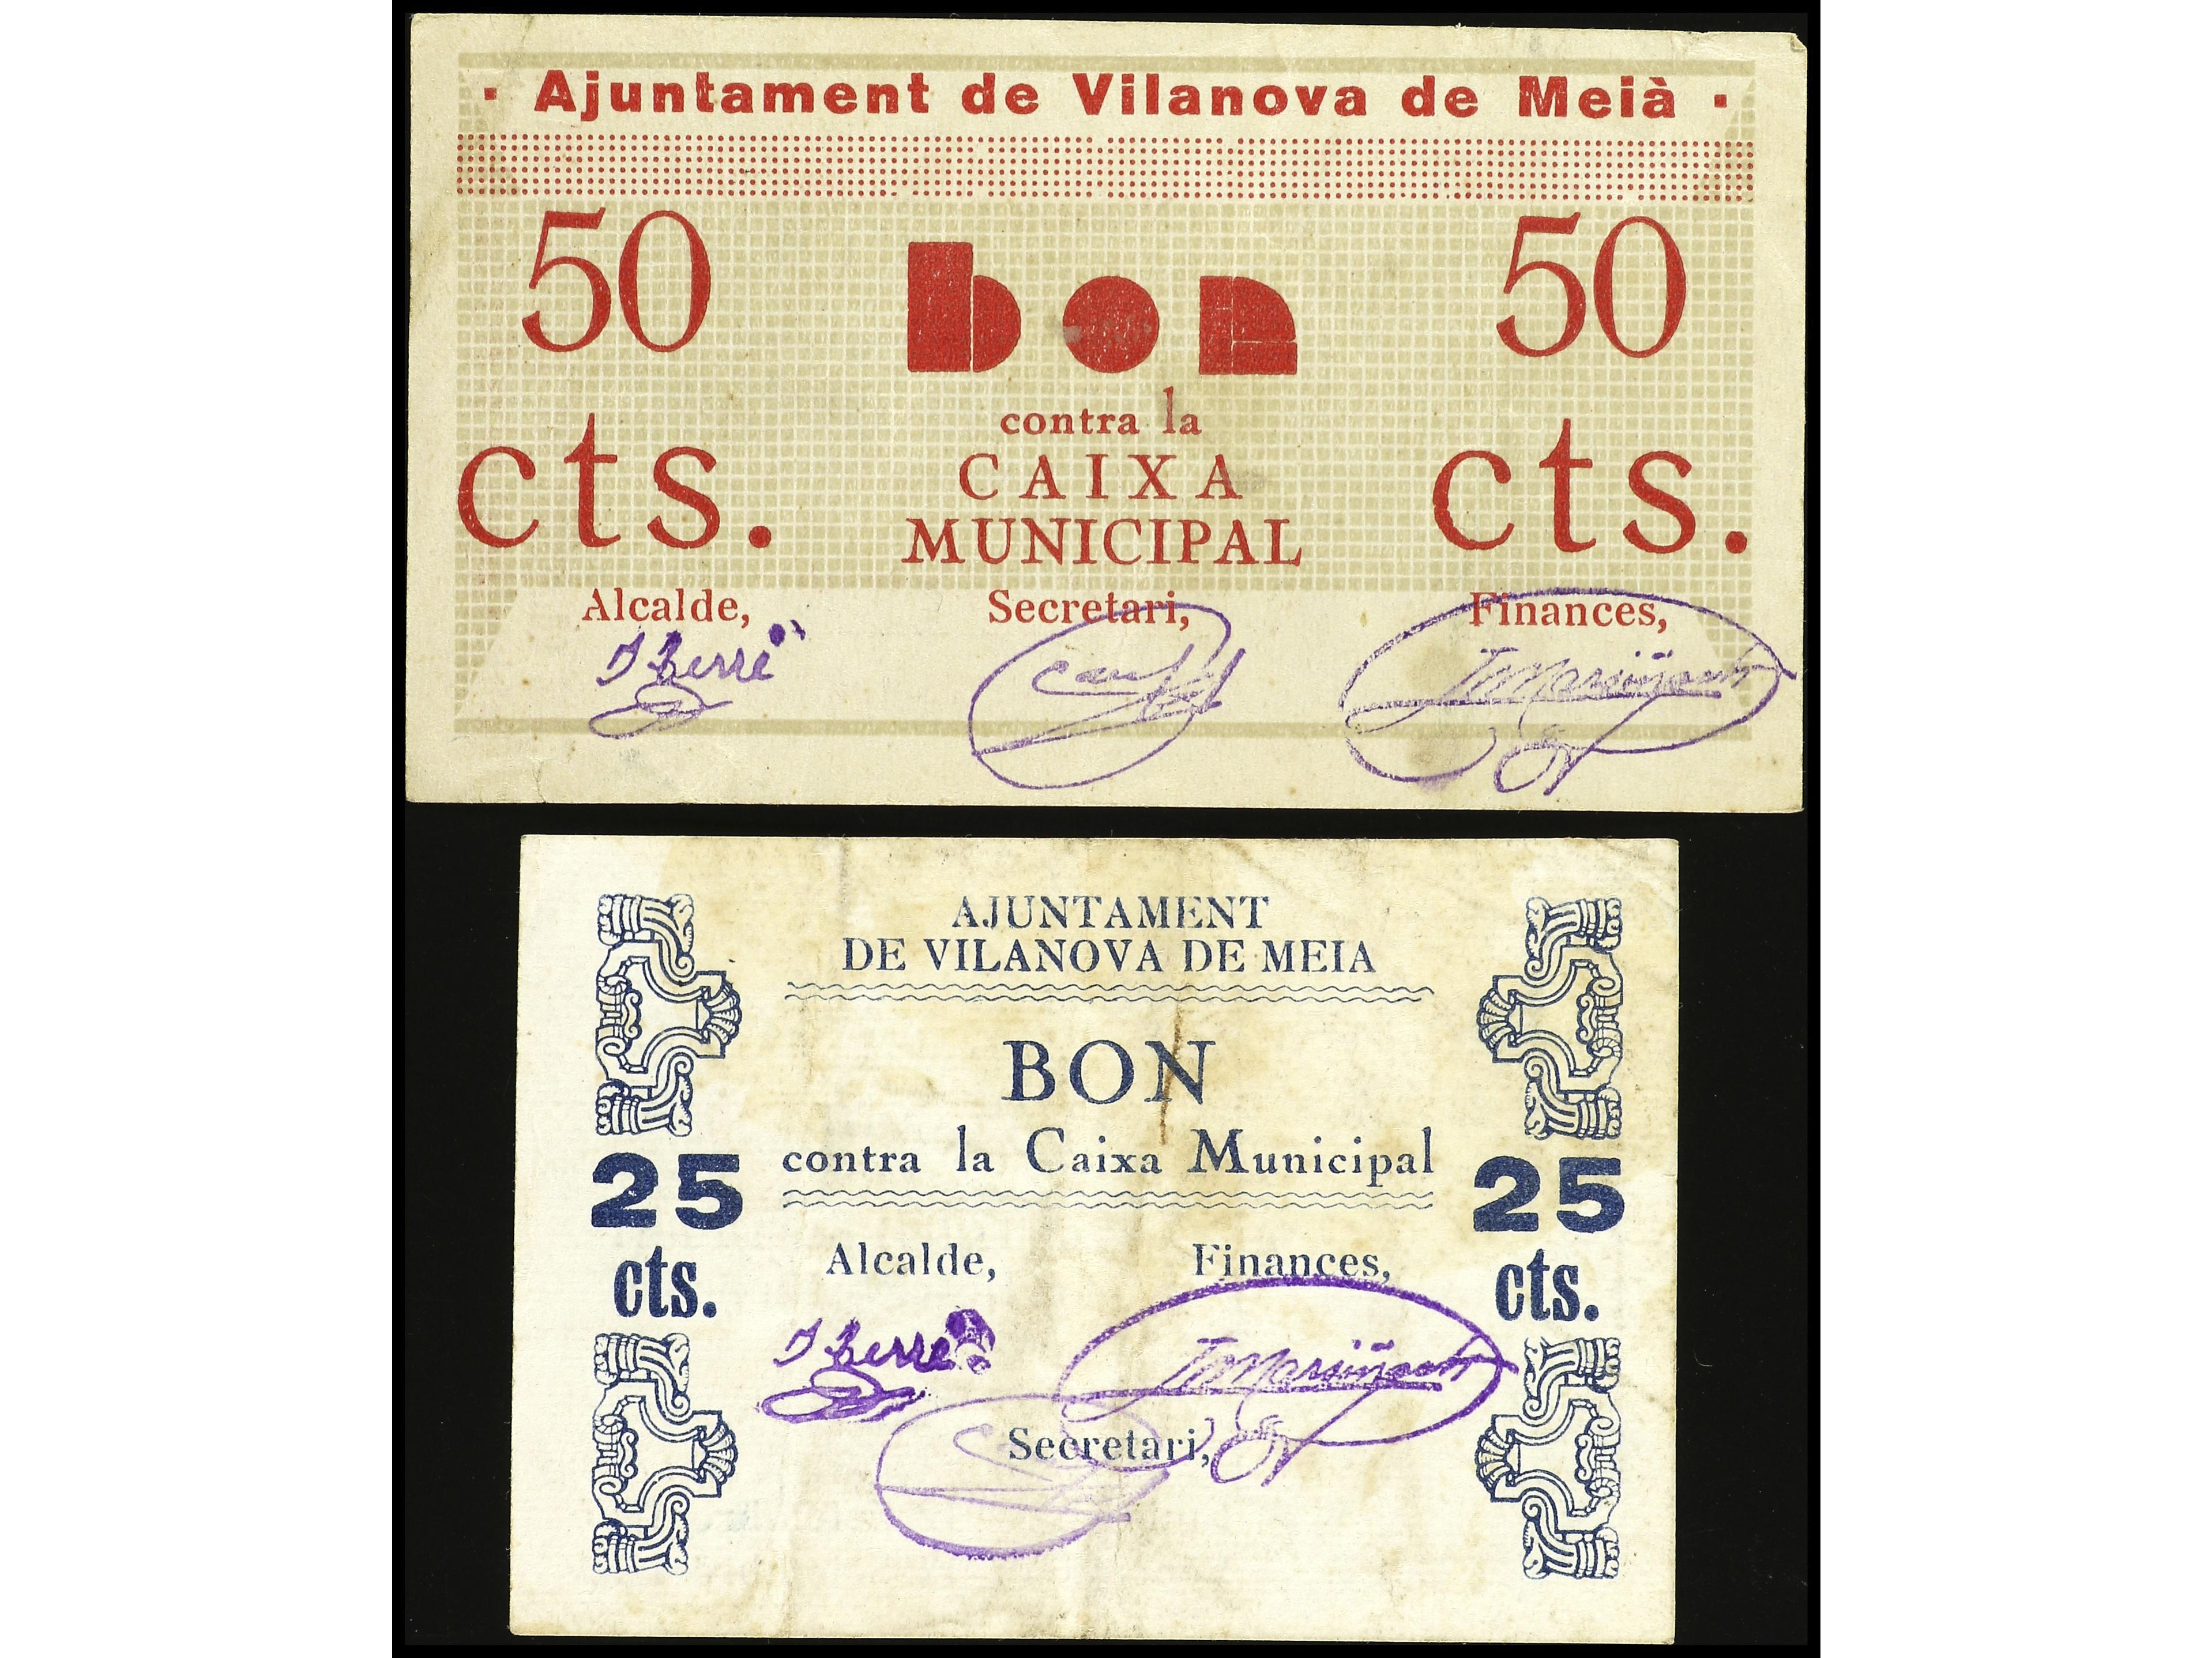 · Ajuntament de Vilanova de Meià ·
50 bon 50
contra la
cts. CAIXA cts.
MUNICIPAL
Alcalde, Secretari, Finances,
AJUNTAMENT
DE VILANOVA DE MEIA
BON
contra la Caixa Municipal
25 25
cts. cts.
Alcalde, Finances,
Secretari,